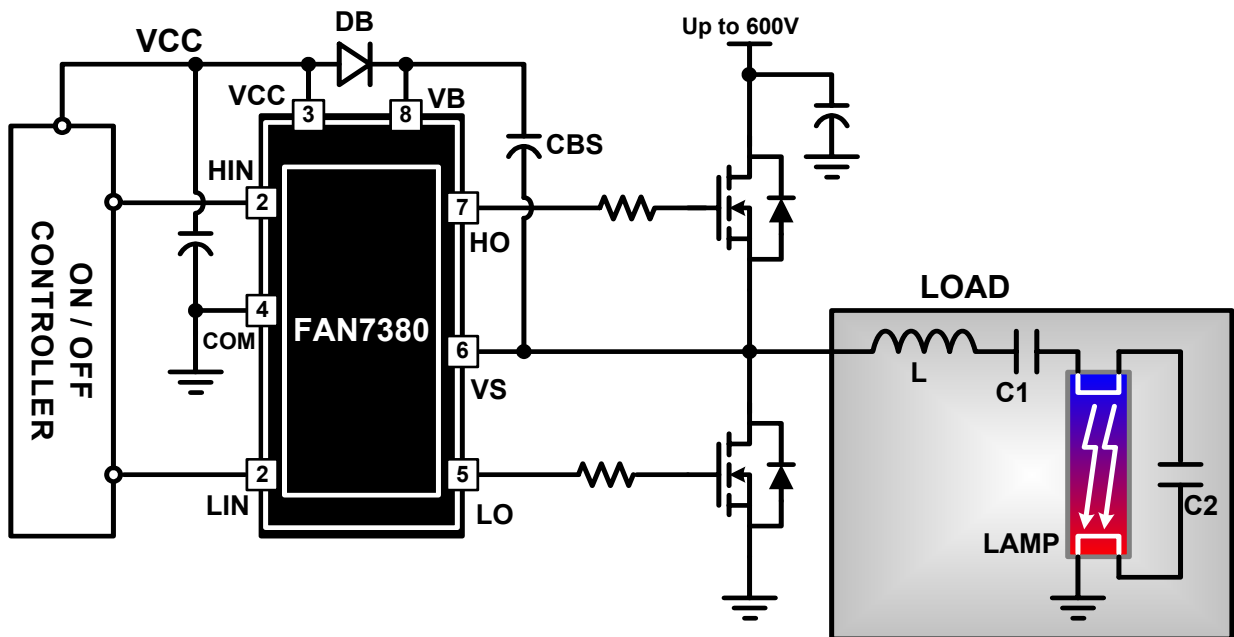 DB
Up to 600V
VCC
VCC
3
8
VB
CBS
HIN
2
7
HO
ON / OFF
CONTROLLER
4
COM
FAN7380
LOAD
6
VS
L
C1
2
LIN
5
LO
C2
LAMP